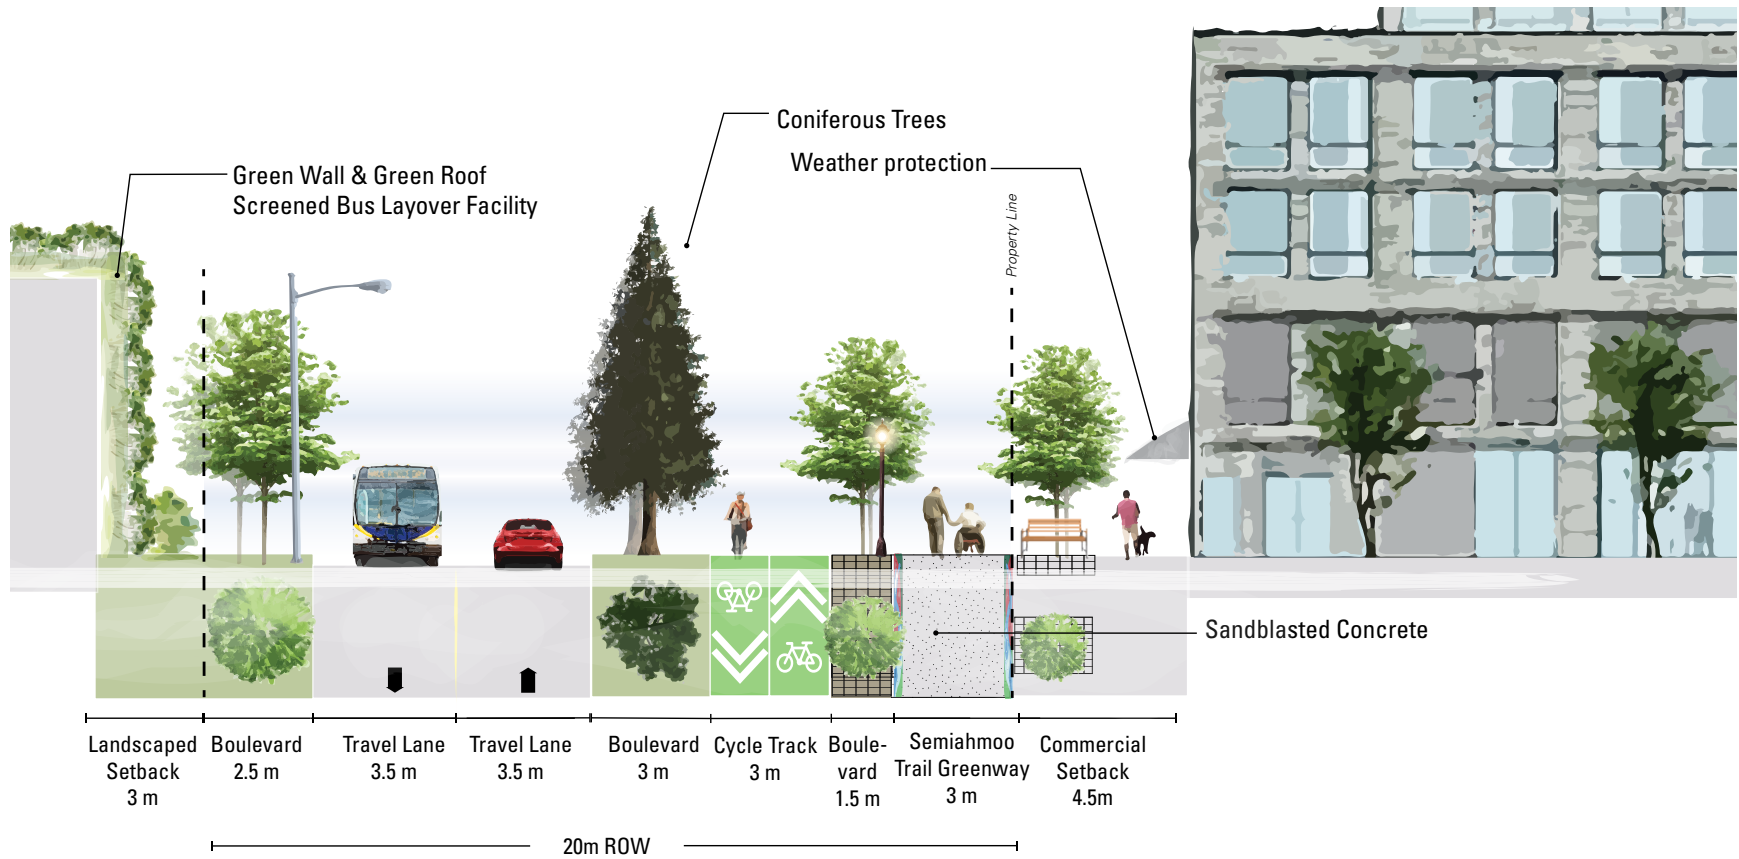 Coniferous Trees
Weather protection
Green Wall & Green Roof
Screened Bus Layover Facility
Property Line
Sandblasted Concrete
Landscaped
Setback
3 m
Boulevard
2.5 m
Travel Lane
3.5 m
Travel Lane
3.5 m
Boulevard
3 m
Cycle Track
3 m
Boule-
vard
1.5 m
Semiahmoo
Trail Greenway
3 m
Commercial
Setback
4.5m
20m ROW